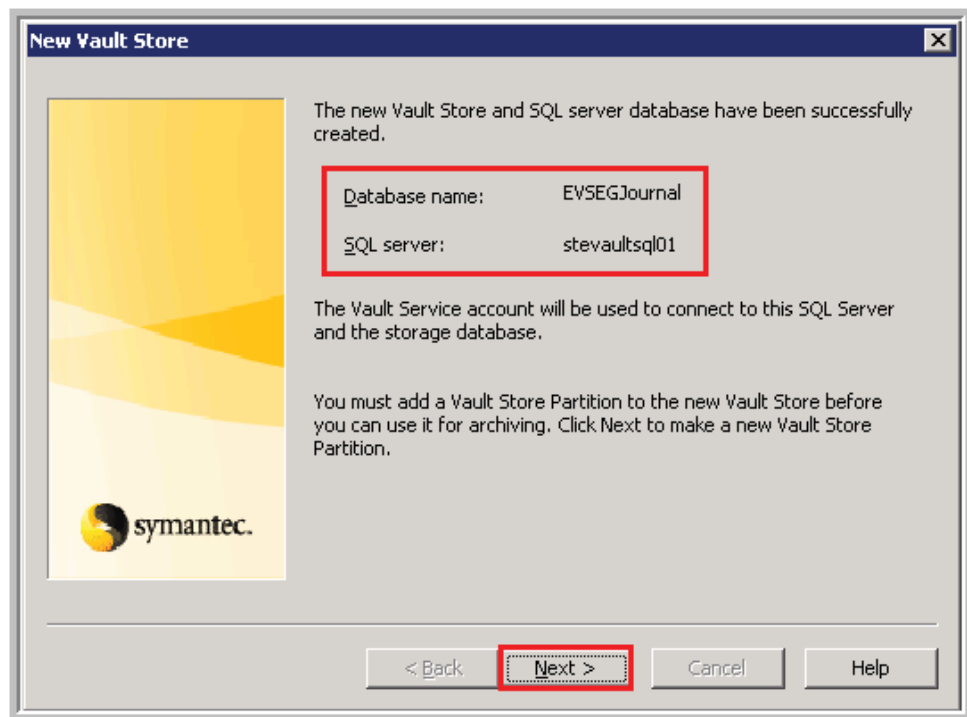 New Vault Store
The new Vault Store and SQL server database have been successfully
created.
Database name: EVSEGJournal
SQL server: stevaultsql01
The Vault Service account will be used to connect to this SQL Server
and the storage database.
You must add a Vault Store Partition to the new Vault Store before
you can use it for archiving. Click Next to make a new Vault Store
Partition.
symantec.
< Back Next > Cancel Help